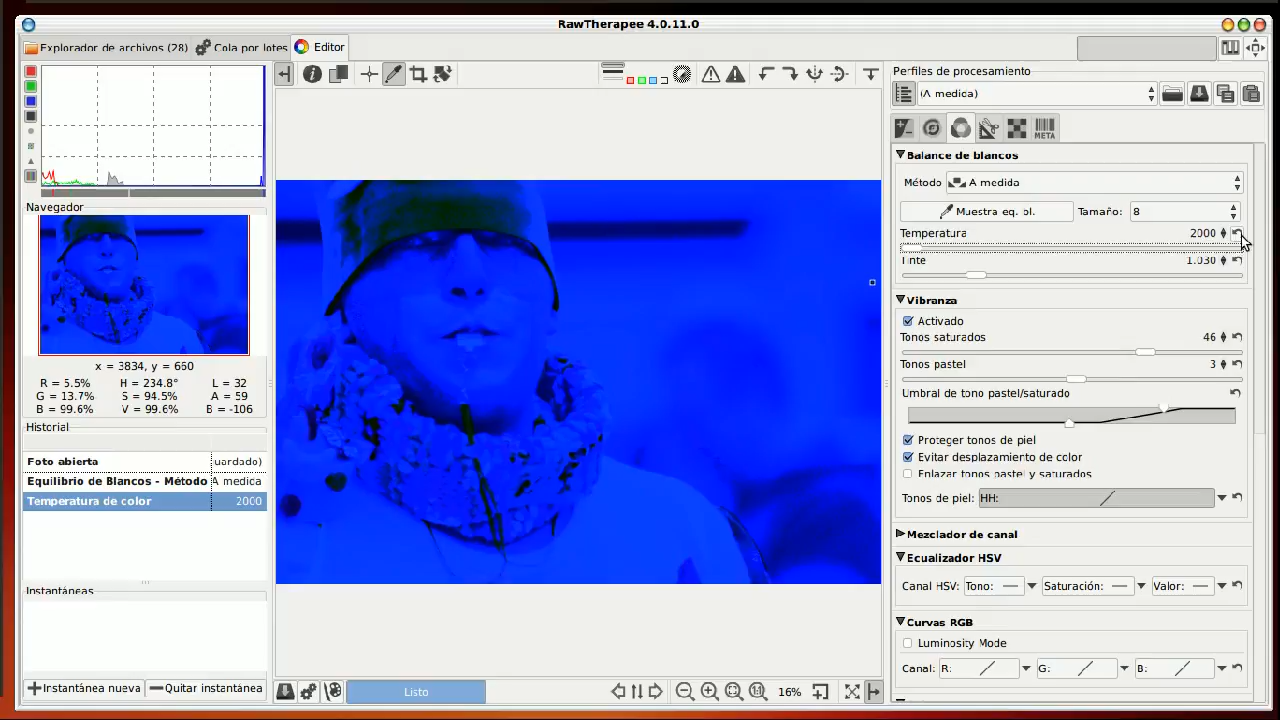 RawTherapee 4.0.11.0
Explorador de archivos (28)
Cola por lotes
Editor
Perfiles de procesamiento
(A medica)
META
Balance de blancos
Método
A medida
Muestra eq. bl.
Tamaño:
8
Temperatura
2000
Tinte
1.030
Navegador
x = 3834, y = 660
R = 5.5%
H = 234.8°
L = 32
G = 13.7%
S = 94.5%
A = 59
B = 99.6%
V = 99.6%
B = -106
Historial
Foto abierta
uardado)
Equilibrio de Blancos - Método
A medica
Temperatura de color
2000
Instantáneas
Instantánea nueva
Quitar instantánea
Listo
16%
Vibranza
Activado
Tonos saturados
46
Tonos pastel
3
Umbral de tono pastel/saturado
Proteger tonos de piel
Evitar desplazamiento de color
Enlazar tonos pastel y saturados
Tonos de piel:
HH:
Mezclador de canal
Ecualizador HSV
Canal HSV:
Tono:
Saturación:
Valor:
Curvas RGB
Luminosity Mode
Canal:
R:
G:
B: